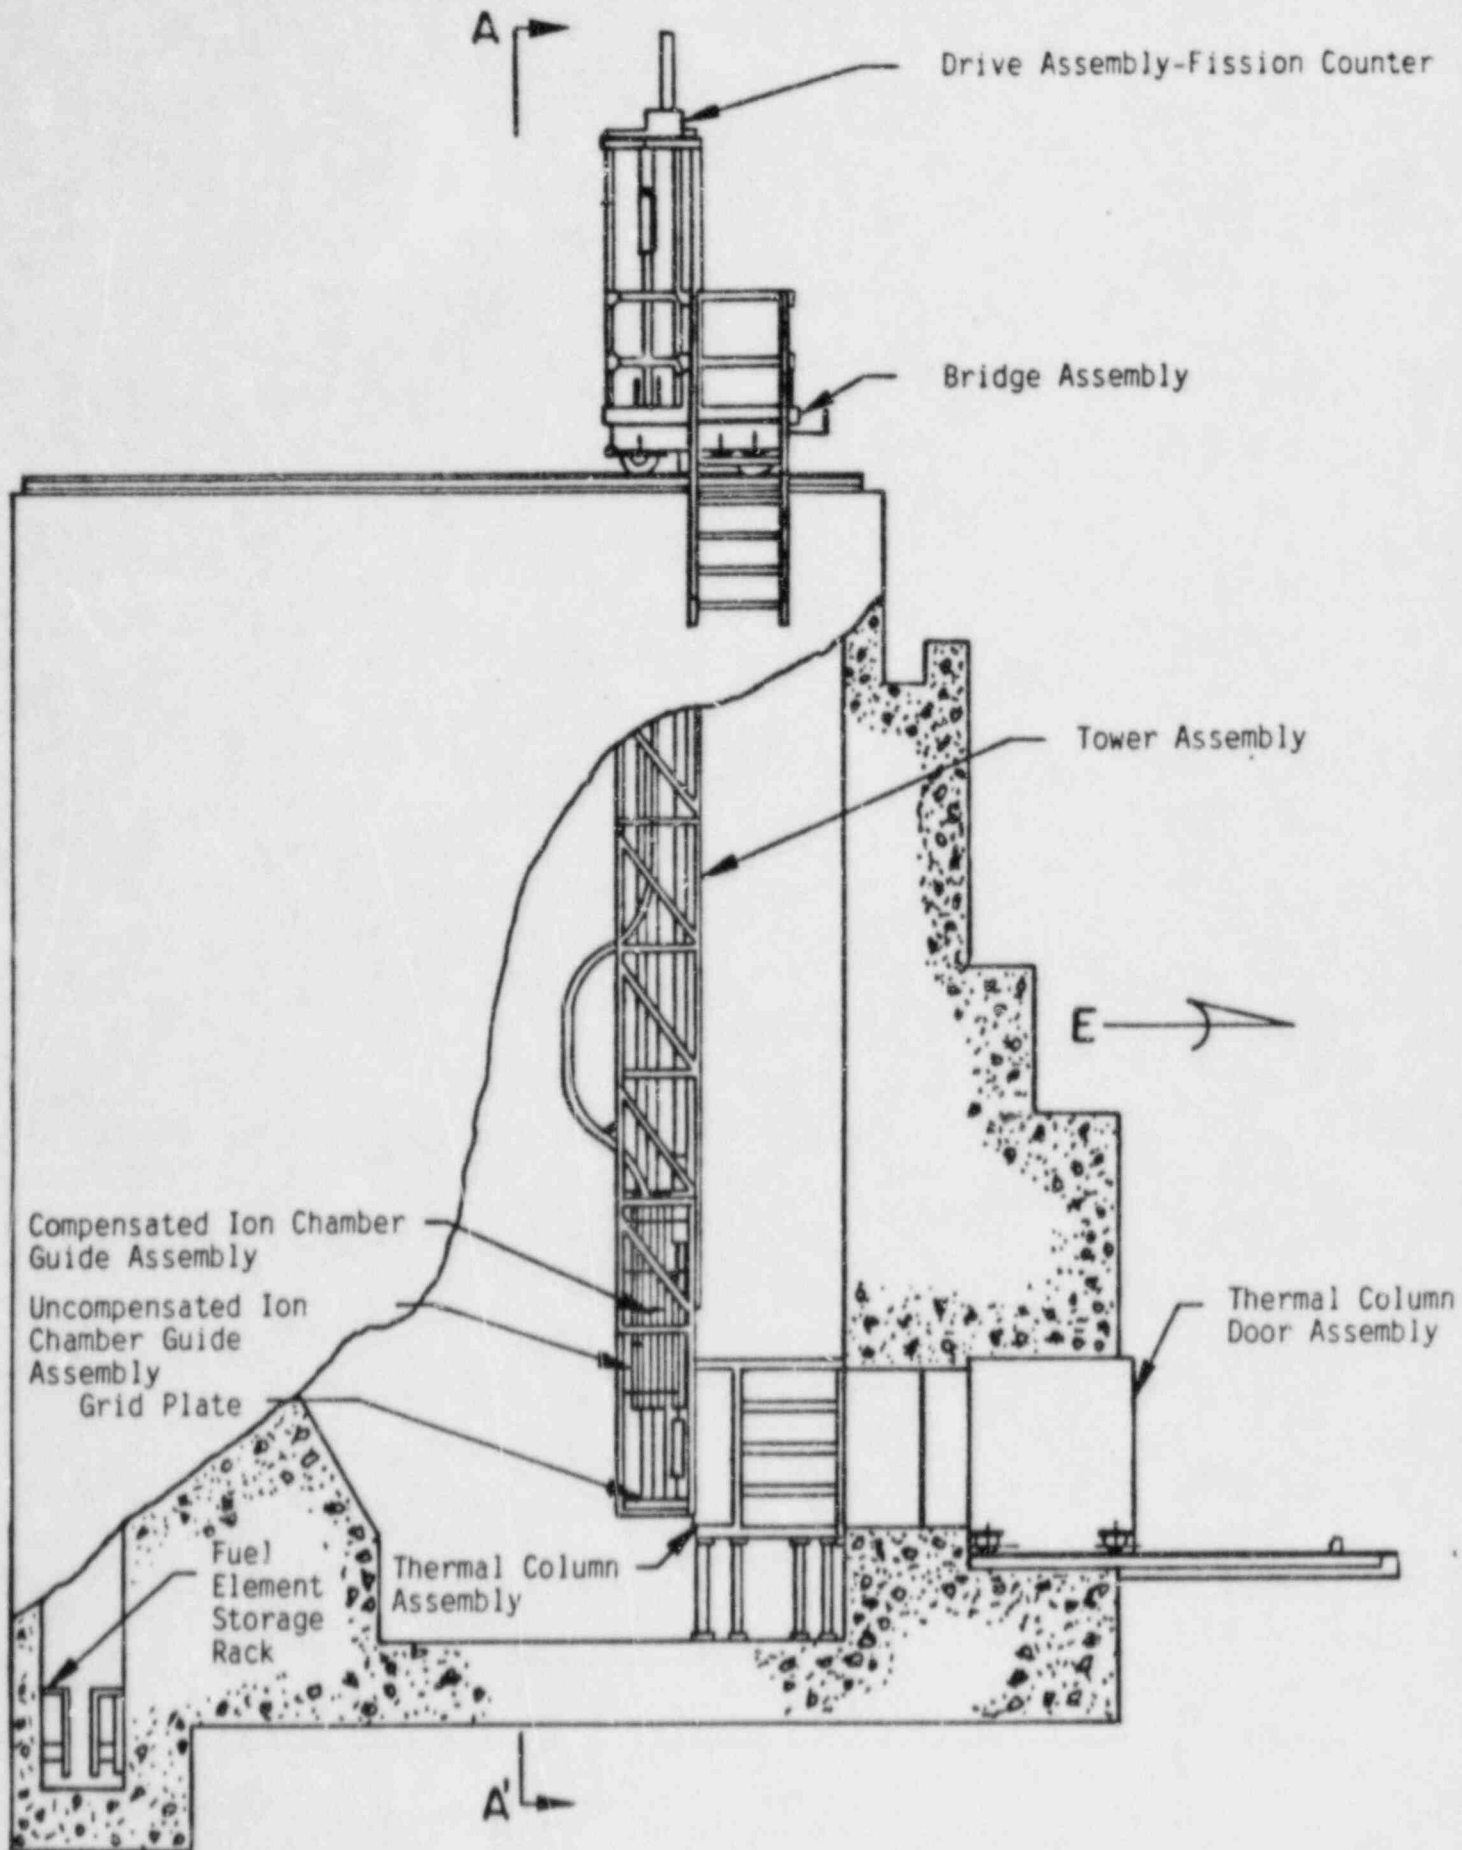 A
Drive Assembly-Fission Counter
Bridge Assembly
Tower Assembly
E
Compensated Ion Chamber
Guide Assembly
Uncompensated Ion
Chamber Guide
Assembly
Grid Plate
Thermal Column
Door Assembly
Fuel
Element
Storage
Rack
Thermal Column
Assembly
A'